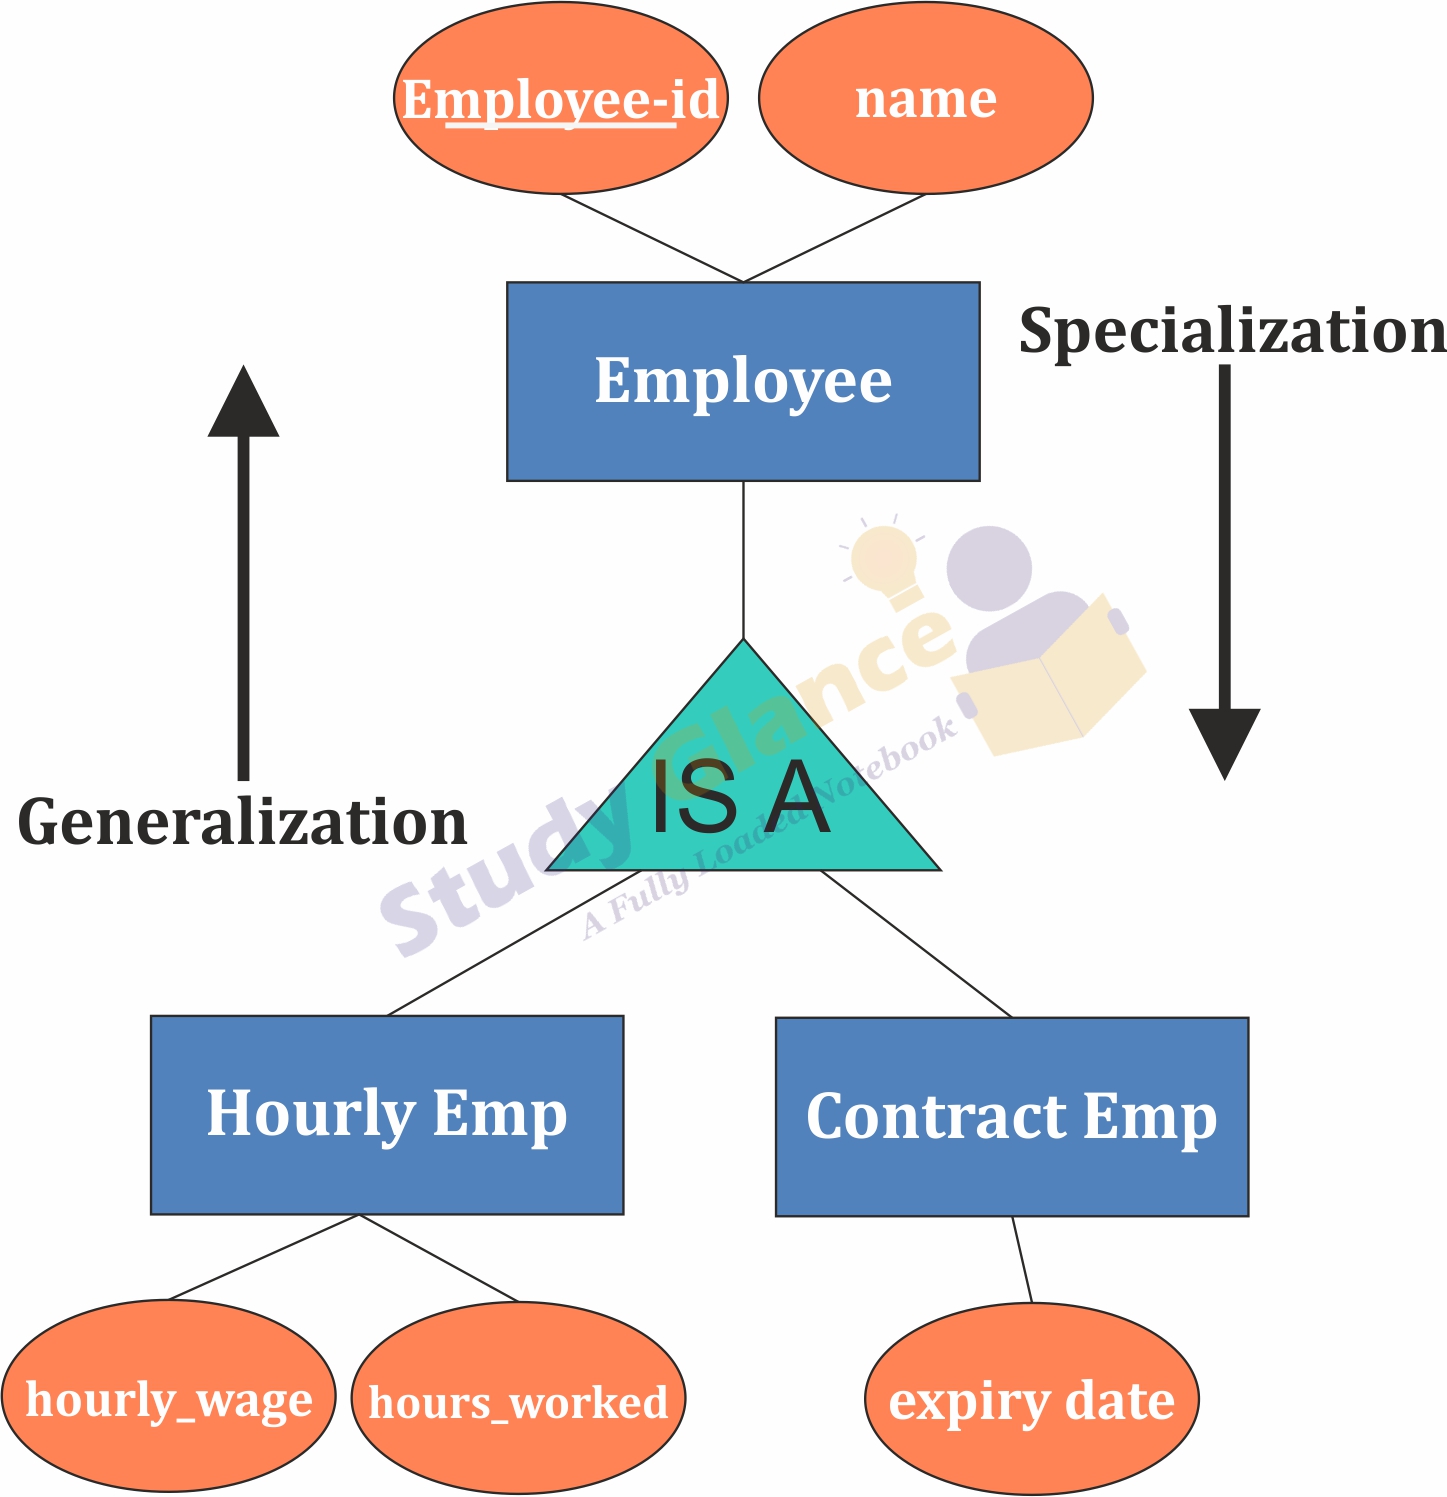 Employee-id
name
Employee
Specialization
Generalization
IS A
Study Glance
A Fully Loaded Notebook
Hourly Emp
Contract Emp
hourly_wage
hours_worked
expiry date